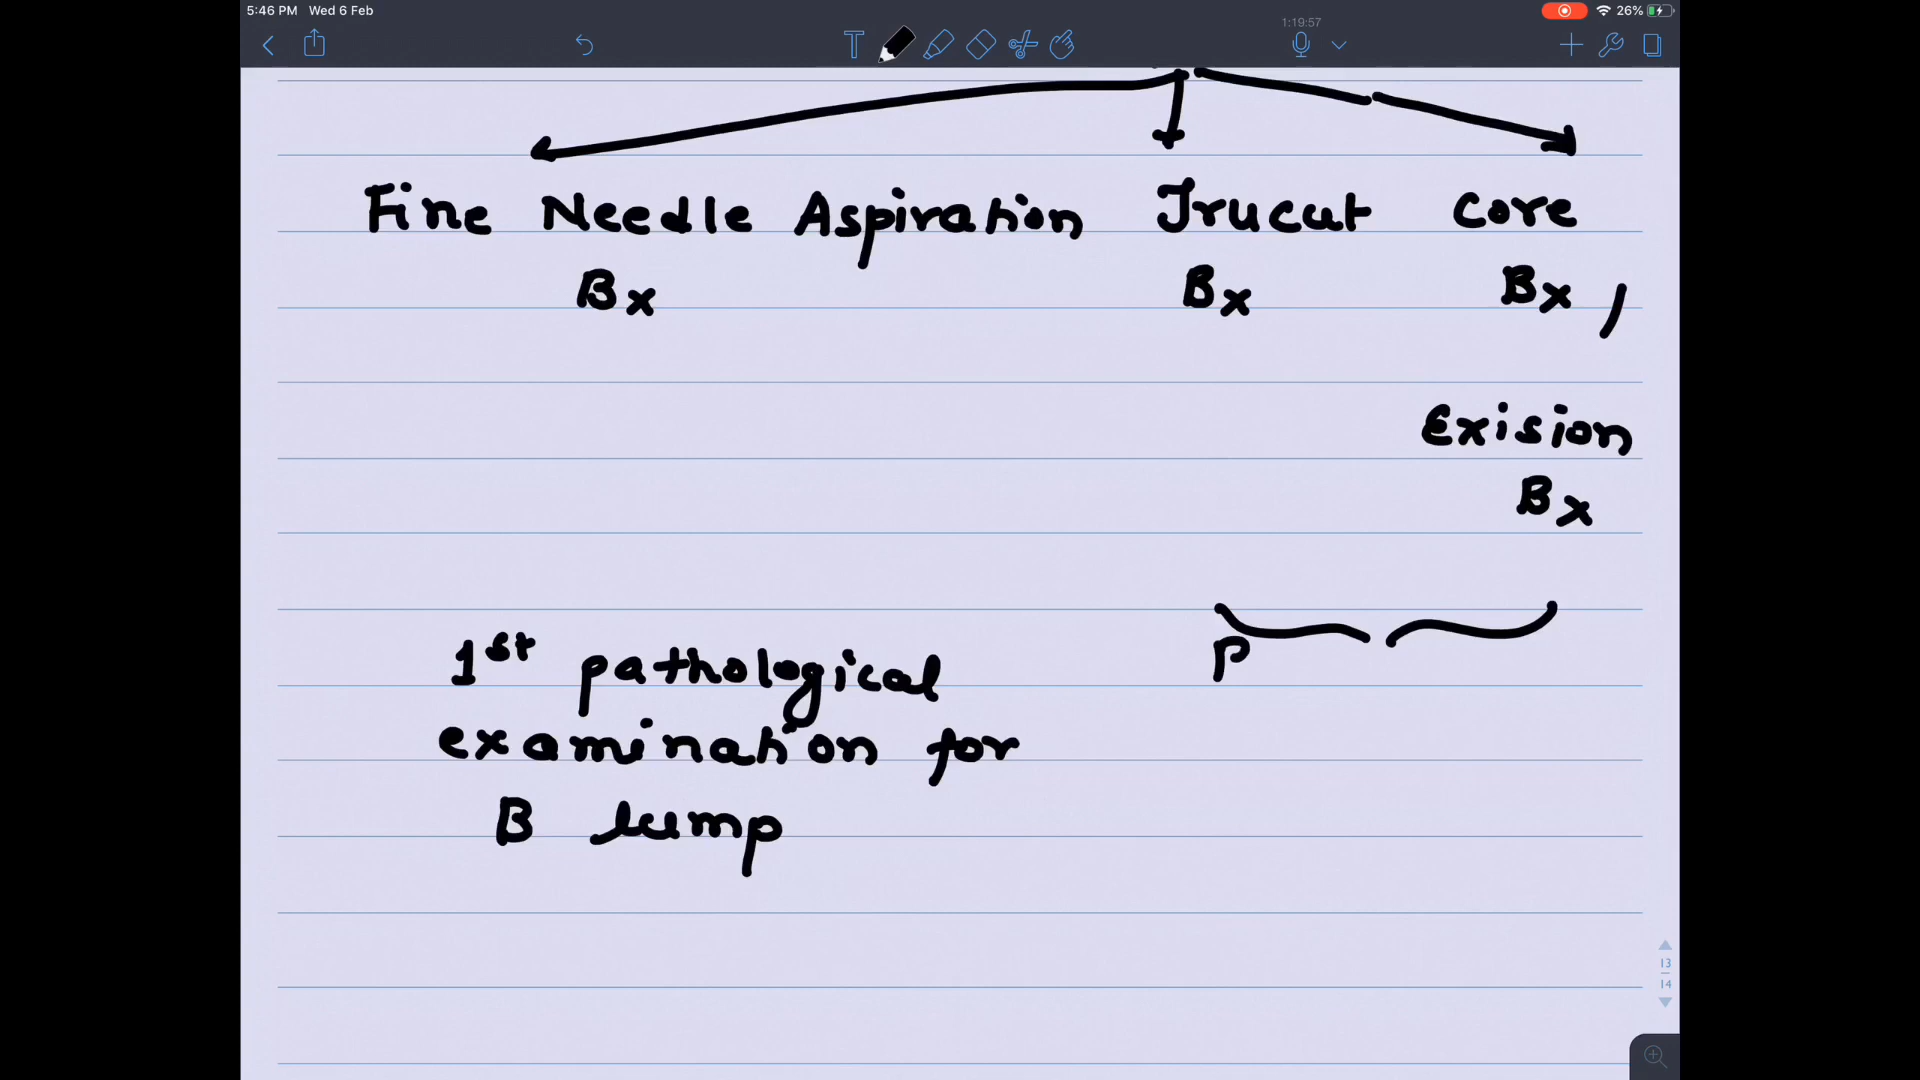 5:46 PM Wed 6 Feb
26%
1:19:57
T
Fine Needle Aspiration Trucut Core
Bx Bx Bx ,
Exision
Bx
1st pathological P
examination for
B lump
13
14